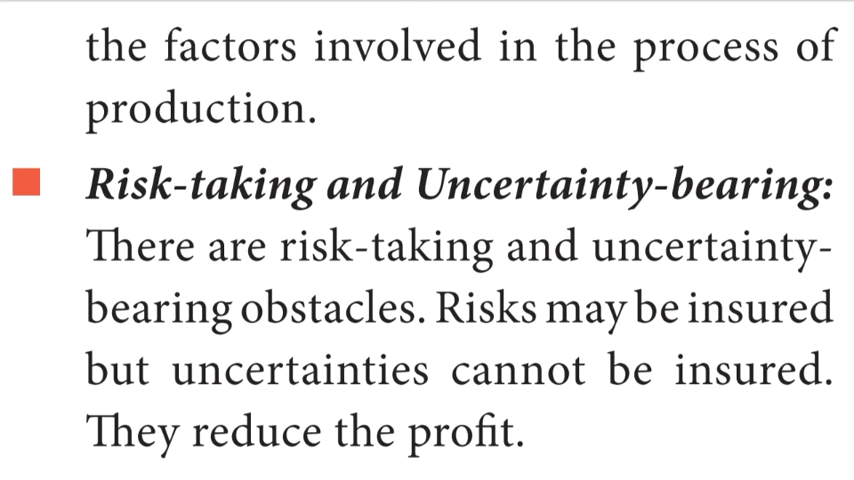 the factors involved in the process of
production.
Risk-taking and Uncertainty-bearing:
There are risk-taking and uncertainty-
bearing obstacles. Risks may be insured
but uncertainties cannot be insured.
They reduce the profit.